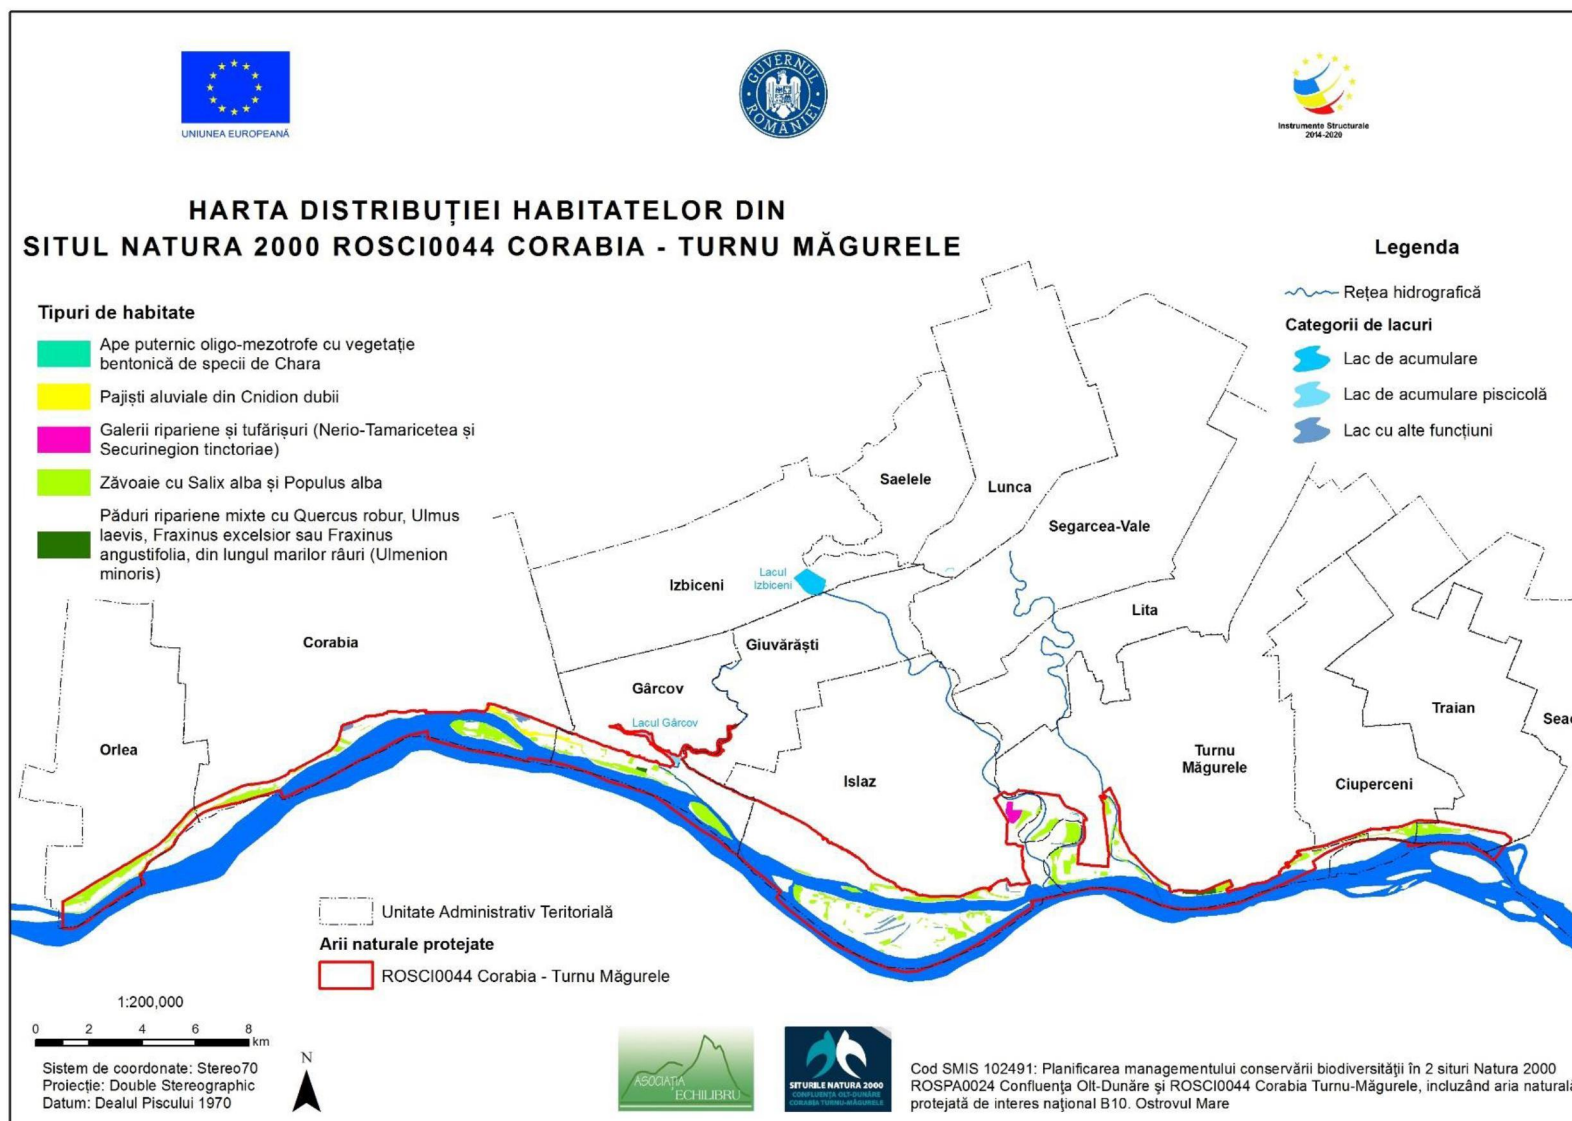 UNIUNEA EUROPEANĂ
GUVERNUL
ROMÂNIEI
Instrumente Structurale
2014-2020
HARTA DISTRIBUȚIEI HABITATELOR DIN
SITUL NATURA 2000 ROSCI0044 CORABIA - TURNU MĂGURELE
Tipuri de habitate
Ape puternic oligo-mezotrofe cu vegetație
bentonică de specii de Chara
Pajiști aluviale din Cnidion dubii
Galerii ripariene și tufărișuri (Nerio-Tamaricetea și
Securinegion tinctoriae)
Zăvoaie cu Salix alba și Populus alba
Păduri ripariene mixte cu Quercus robur, Ulmus
laevis, Fraxinus excelsior sau Fraxinus
angustifolia, din lungul marilor râuri (Ulmenion
minoris)
Legenda
Rețea hidrografică
Categorii de lacuri
Lac de acumulare
Lac de acumulare piscicolă
Lac cu alte funcțiuni
Saelele
Lunca
Segarcea-Vale
Lacul
Izbiceni
Izbiceni
Lita
Corabia
Giuvărăști
Gârcov
Lacul Gârcov
Traian
Seac
Orlea
Turnu
Măgurele
Islaz
Ciuperceni
Unitate Administrativ Teritorială
Arii naturale protejate
ROSCI0044 Corabia - Turnu Măgurele
1:200,000
0 2 4 6 8
km
Sistem de coordonate: Stereo70
Proiecție: Double Stereographic
Datum: Dealul Piscului 1970
N
ASOCIAȚIA
ECHILIBRU
SITURILE NATURA 2000
CONFLUENȚA OLT-DUNĂRE
CORABIA TURNU-MĂGURELE
Cod SMIS 102491: Planificarea managementului conservării biodiversităţii în 2 situri Natura 2000
ROSPA0024 Confluenţa Olt-Dunăre şi ROSCI0044 Corabia Turnu-Măgurele, incluzând aria naturală
protejată de interes naţional B10. Ostrovul Mare